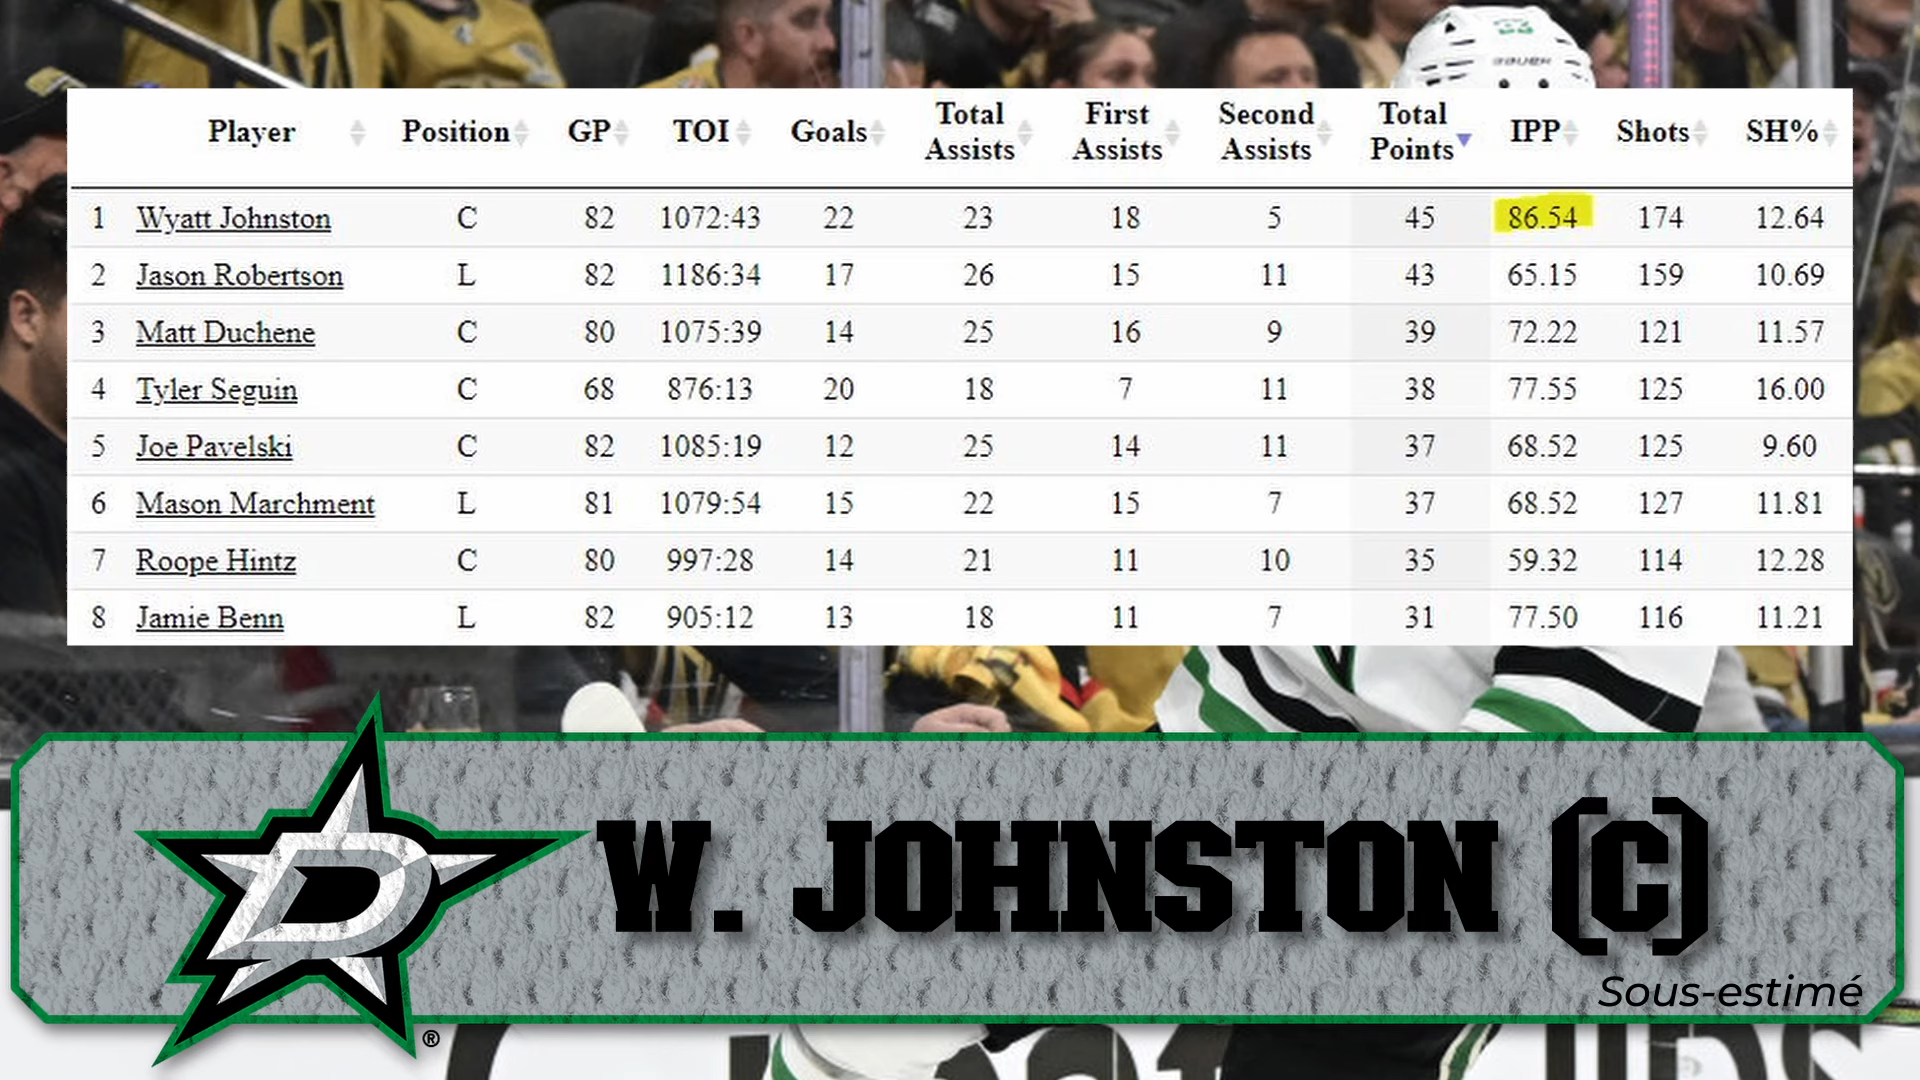 BAUER
Player Position GP TOI Goals Total Assists First Assists Second Assists Total Points IPP Shots SH%
1 Wyatt Johnston C 82 1072:43 22 23 18 5 45 86.54 174 12.64
2 Jason Robertson L 82 1186:34 17 26 15 11 43 65.15 159 10.69
3 Matt Duchene C 80 1075:39 14 25 16 9 39 72.22 121 11.57
4 Tyler Seguin C 68 876:13 20 18 7 11 38 77.55 125 16.00
5 Joe Pavelski C 82 1085:19 12 25 14 11 37 68.52 125 9.60
6 Mason Marchment L 81 1079:54 15 22 15 7 37 68.52 127 11.81
7 Roope Hintz C 80 997:28 14 21 11 10 35 59.32 114 12.28
8 Jamie Benn L 82 905:12 13 18 11 7 31 77.50 116 11.21
D
W. JOHNSTON (C)
Sous-estimé
®